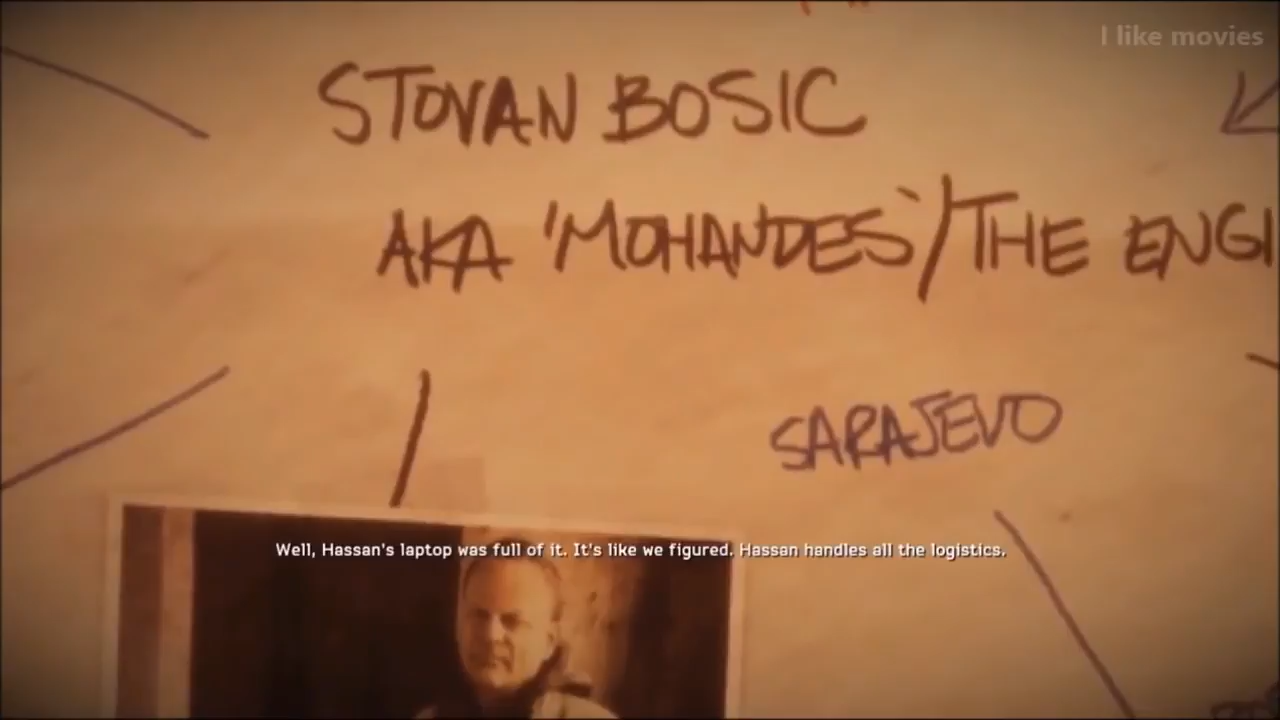 I like movies
STOVAN BOSIC
AKA 'MOHANDES'/THE ENGI
SARAJEVO
Well, Hassan's laptop was full of it. It's like we figured. Hassan handles all the logistics.